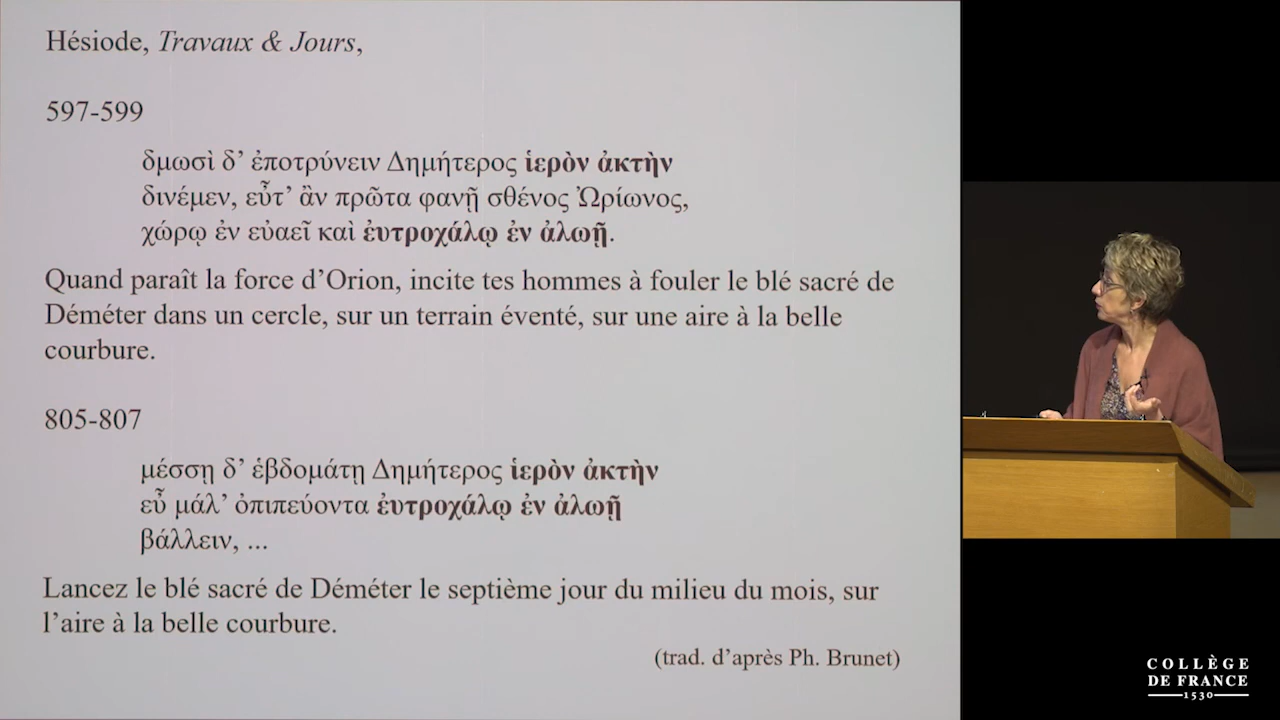 Hésiode, Travaux & Jours,
597-599
δμωσὶ δ’ ἐποτρύνειν Δημήτερος ἱερὸν ἀκτὴν
δινέμεν, εὖτ’ ἂν πρῶτα φανῇ σθένος Ὠρίωνος,
χώρῳ ἐν εὐαεῖ καὶ ἐυτροχάλῳ ἐν ἀλωῇ.
Quand paraît la force d’Orion, incite tes hommes à fouler le blé sacré de
Déméter dans un cercle, sur un terrain éventé, sur une aire à la belle
courbure.
805-807
μέσσῃ δ’ ἑβδομάτῃ Δημήτερος ἱερὸν ἀκτὴν
εὖ μάλ’ ὀπιπεύοντα ἐυτροχάλῳ ἐν ἀλωῇ
βάλλειν, ...
Lancez le blé sacré de Déméter le septième jour du milieu du mois, sur
l’aire à la belle courbure.
(trad. d’après Ph. Brunet)
COLLÈGE
DE FRANCE
1530